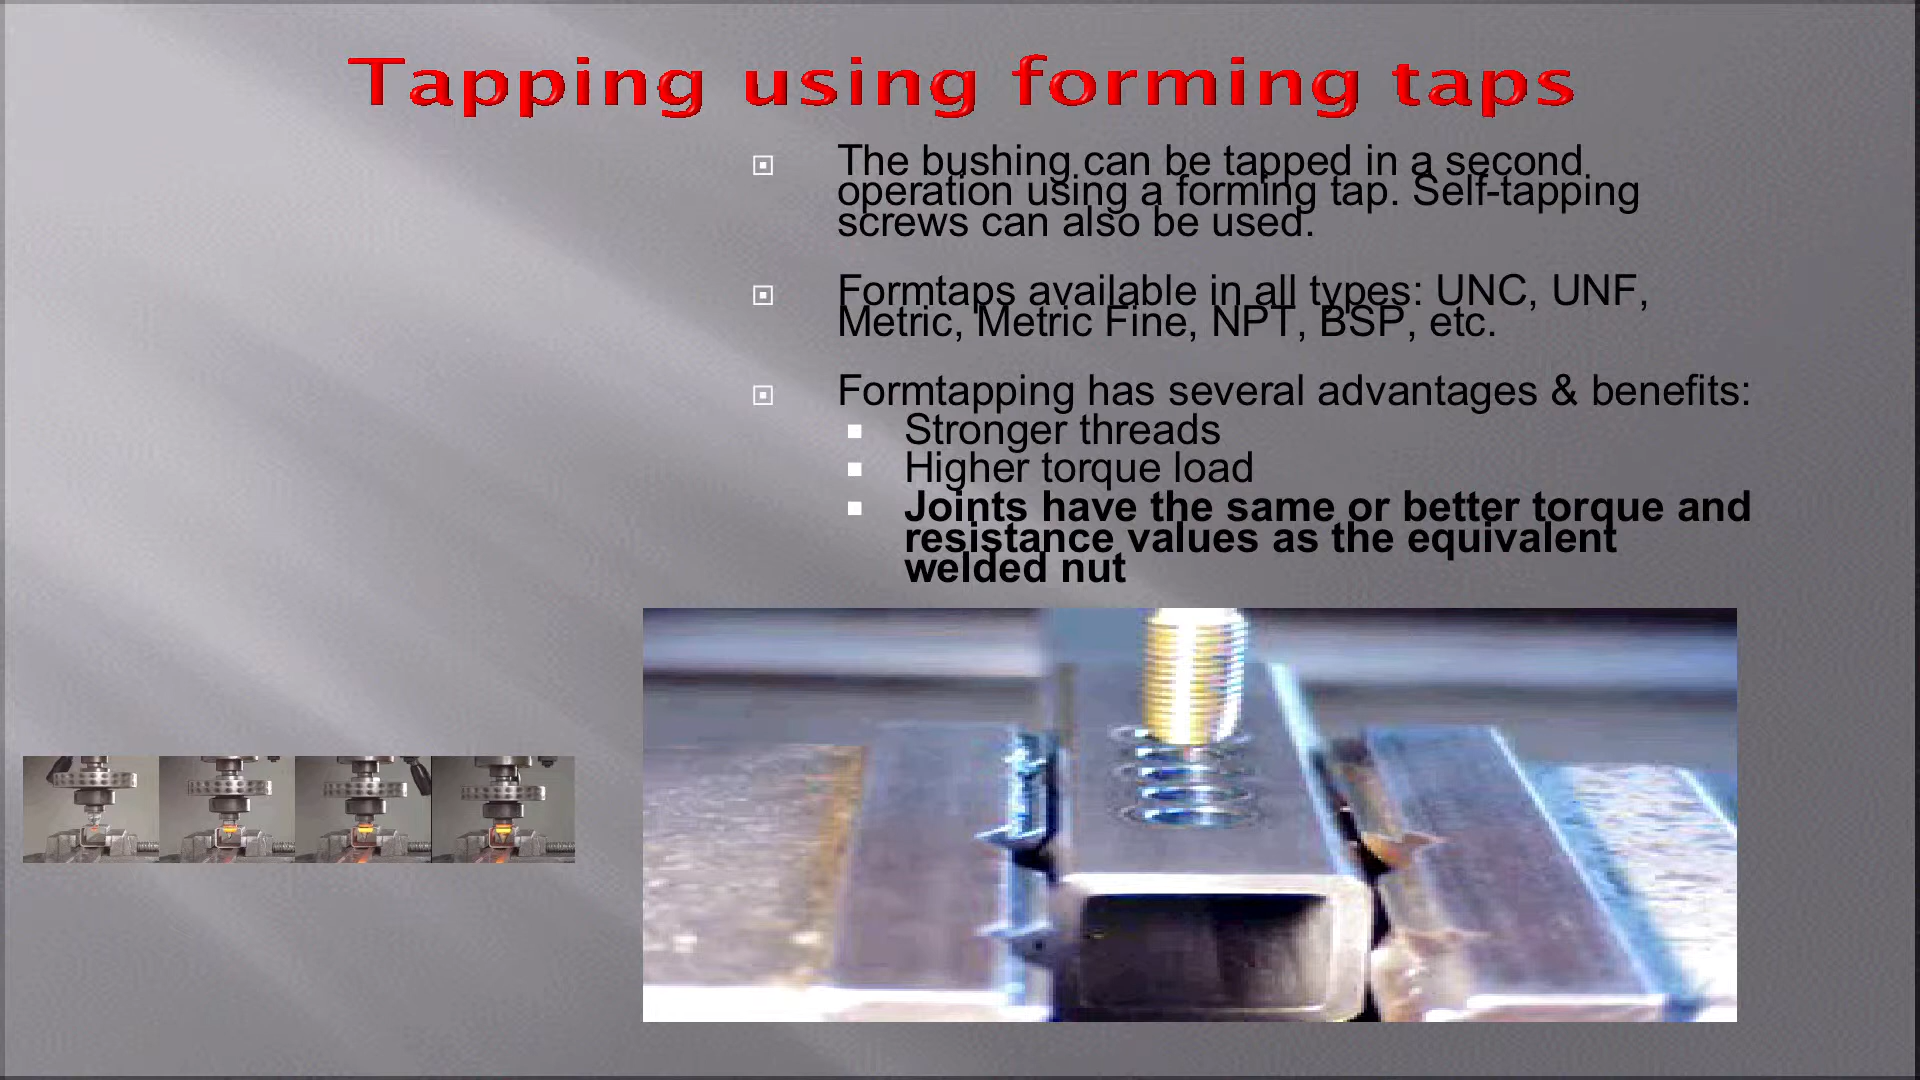 Tapping using forming taps
The bushing can be tapped in a second
operation using a forming tap. Self-tapping
screws can also be used.
Formtaps available in all types: UNC, UNF,
Metric, Metric Fine, NPT, BSP, etc.
Formtapping has several advantages & benefits:
Stronger threads
Higher torque load
Joints have the same or better torque and
resistance values as the equivalent
welded nut